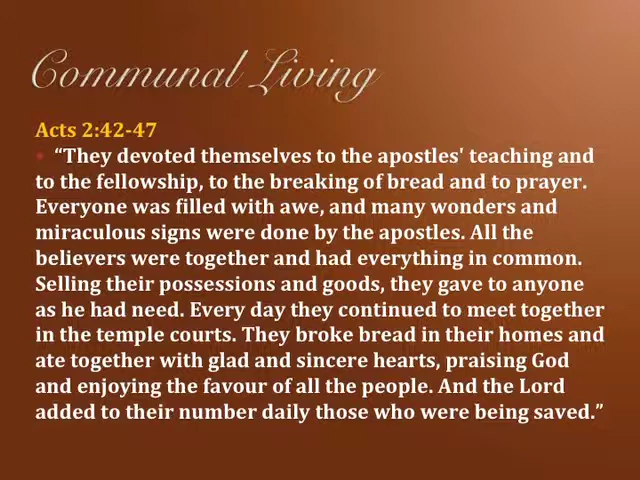 Communal Living
Acts 2:42-47
• “They devoted themselves to the apostles' teaching and
to the fellowship, to the breaking of bread and to prayer.
Everyone was filled with awe, and many wonders and
miraculous signs were done by the apostles. All the
believers were together and had everything in common.
Selling their possessions and goods, they gave to anyone
as he had need. Every day they continued to meet together
in the temple courts. They broke bread in their homes and
ate together with glad and sincere hearts, praising God
and enjoying the favour of all the people. And the Lord
added to their number daily those who were being saved.”